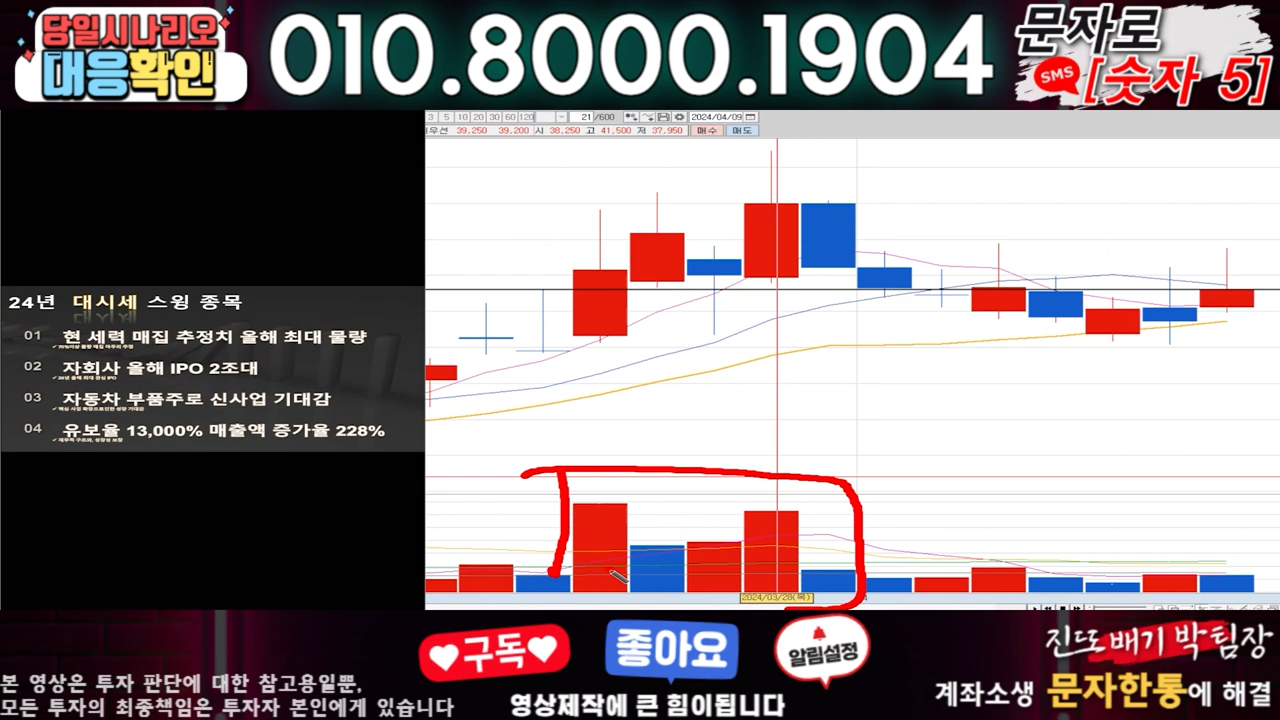 당일시나리오
대응확인
010.8000.1904
문자로
SMS [숫자 5]
3 5 10 20 30 60 120 21 /600 2024/04/09
우선 39,250 39,200 시 38,250 고 41,500 저 37,950 매수 매도
24년 대시세 스윙 종목
01 현 세력 매집 추정치 올해 최대 물량
02 자회사 올해 IPO 2조대
03 자동차 부품주로 신사업 기대감
04 유보율 13,000% 매출액 증가율 228%
2024/03/28(목)
구독
좋아요
알림설정
진또배기 박팀장
본 영상은 투자 판단에 대한 참고용일뿐,
모든 투자의 최종책임은 투자자 본인에게 있습니다
영상제작에 큰 힘이됩니다
계좌소생 문자한통에 해결